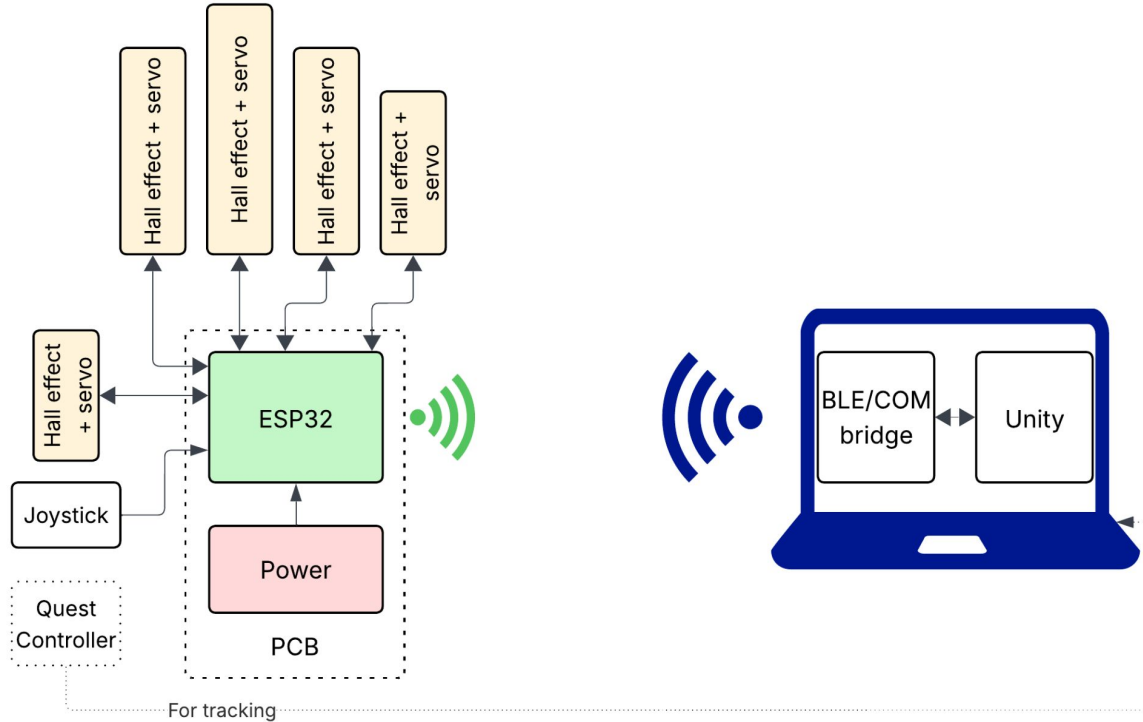 Hall effect + servo
Hall effect + servo
Hall effect + servo
Hall effect +
servo
Hall effect
+ servo
ESP32
Joystick
Power
PCB
Quest
Controller
For tracking
BLE/COM
bridge
Unity